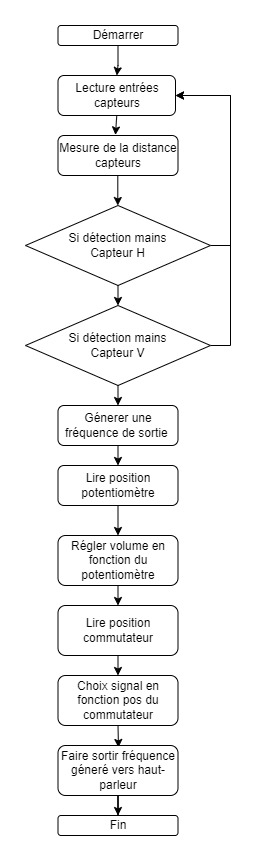 Démarrer
Lecture entrées
capteurs
Mesure de la distance
capteurs
Si détection mains
Capteur H
Si détection mains
Capteur V
Génerer une
fréquence de sortie
Lire position
potentiomètre
Régler volume en
fonction du
potentiomètre
Lire position
commutateur
Choix signal en
fonction pos du
commutateur
Faire sortir fréquence
géneré vers haut-
parleur
Fin